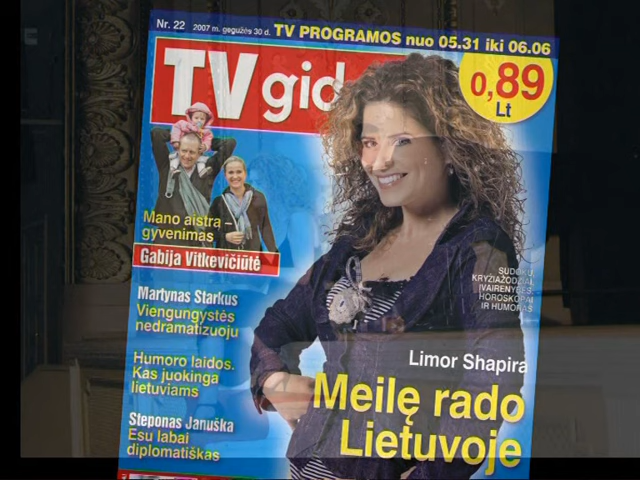 Nr. 22 2007 m. gegužės 30 d. TV PROGRAMOS nuo 05.31 iki 06.06
TV gid
0,89
Lt
Mano aistra –
gyvenimas
Gabija Vitkevičiūtė
Martynas Starkus
Viengungystės
nedramatizuoju
Humoro laidos.
Kas juokinga
lietuviams
Steponas Januška
Esu labai
diplomatiškas
SUDOKU,
KRYŽIAŽODŽIAI,
ĮVAIRENYBĖS,
HOROSKOPAI
IR HUMORAS
Limor Shapira
Meilę rado
Lietuvoje